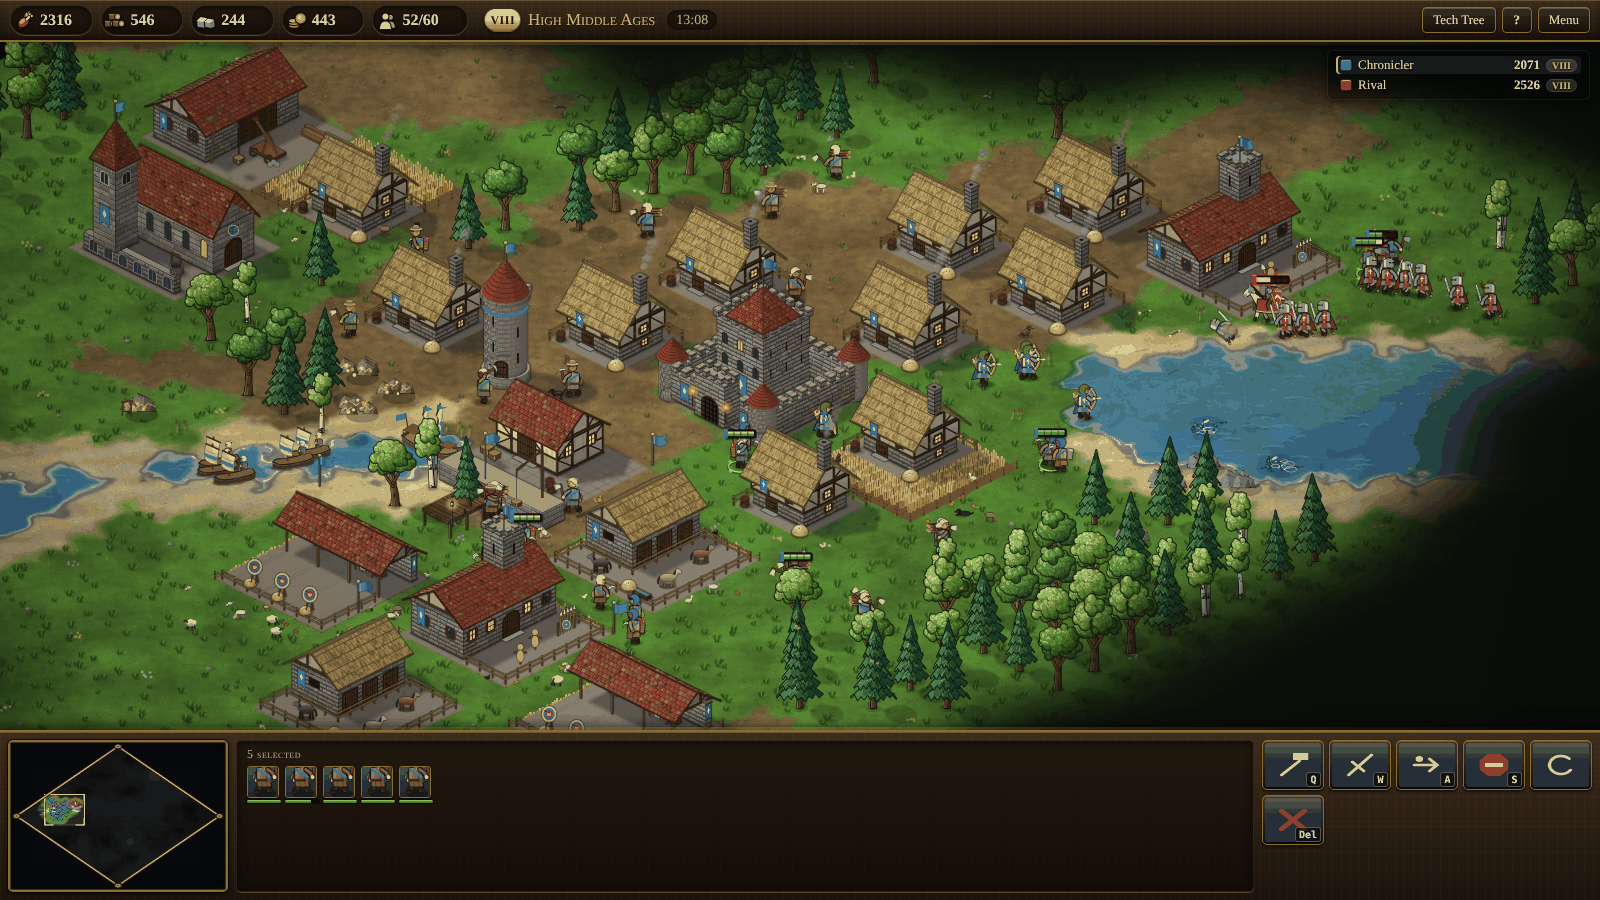 2316 546 244 443 52/60 VIII High Middle Ages 13:08 Tech Tree ? Menu
Chronicler 2071 VIII
Rival 2526 VIII
5 selected
Q W A S
Del